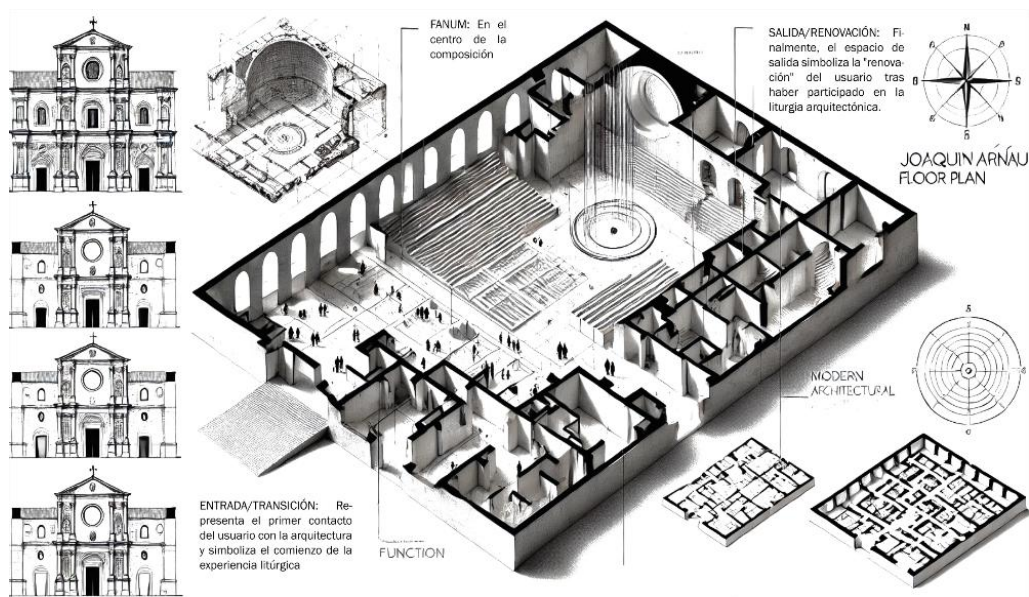 FANUM: En el
centro de la
composición
SALIDA/RENOVACIÓN: Fi-
nalmente, el espacio de
salida simboliza la "renova-
ción" del usuario tras
haber participado en la
liturgia arquitectónica.
JOAQUIN ARNAU
FLOOR PLAN
MODERN
ARCHITECTURAL
ENTRADA/TRANSICIÓN: Re-
presenta el primer contacto
del usuario con la arquitectura
y simboliza el comienzo de la
experiencia litúrgica
FUNCTION